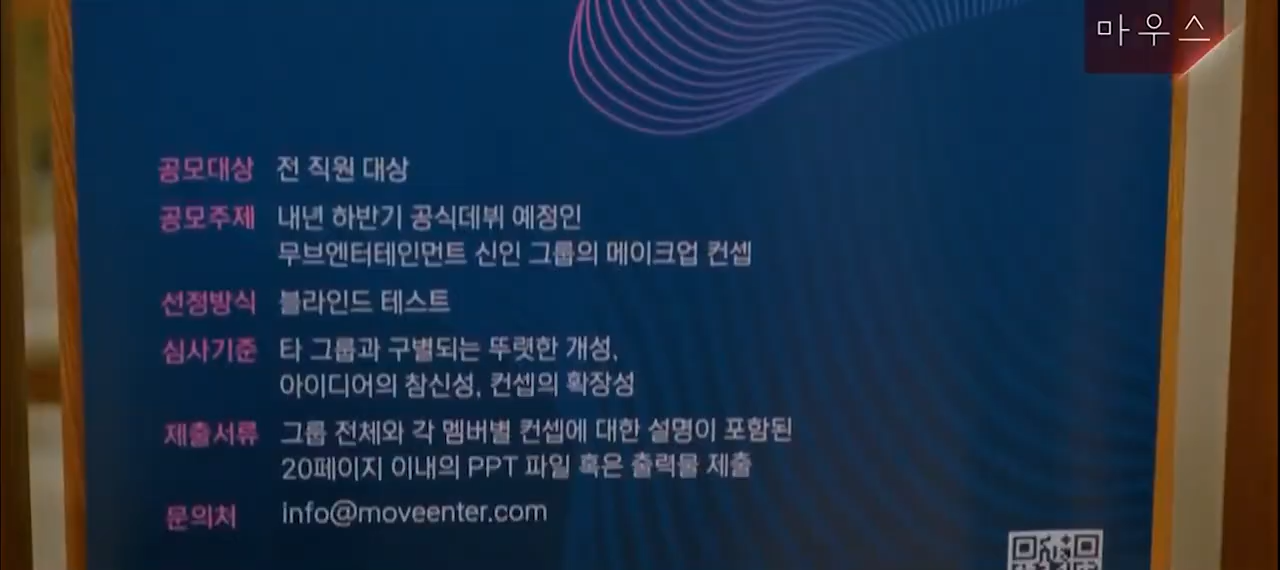 마우스
공모대상 전 직원 대상
공모주제 내년 하반기 공식데뷔 예정인
무브엔터테인먼트 신인 그룹의 메이크업 컨셉
선정방식 블라인드 테스트
심사기준 타 그룹과 구별되는 뚜렷한 개성,
아이디어의 참신성, 컨셉의 확장성
제출서류 그룹 전체와 각 멤버별 컨셉에 대한 설명이 포함된
20페이지 이내의 PPT 파일 혹은 출력물 제출
문의처 info@moveenter.com